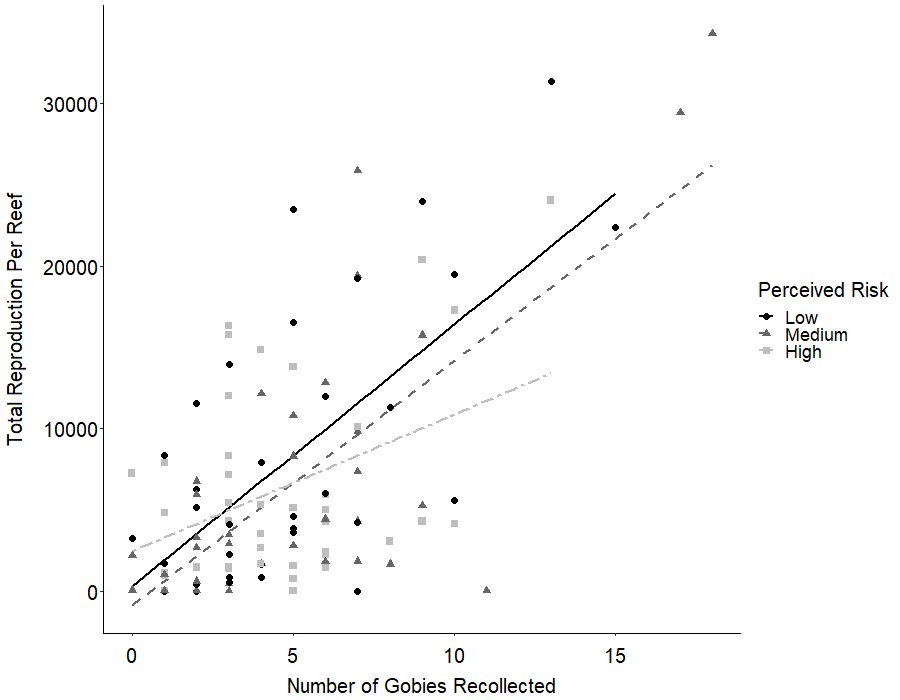 30000
20000
10000
0
Total Reproduction Per Reef
0 5 10 15
Number of Gobies Recollected
Perceived Risk
Low
Medium
High